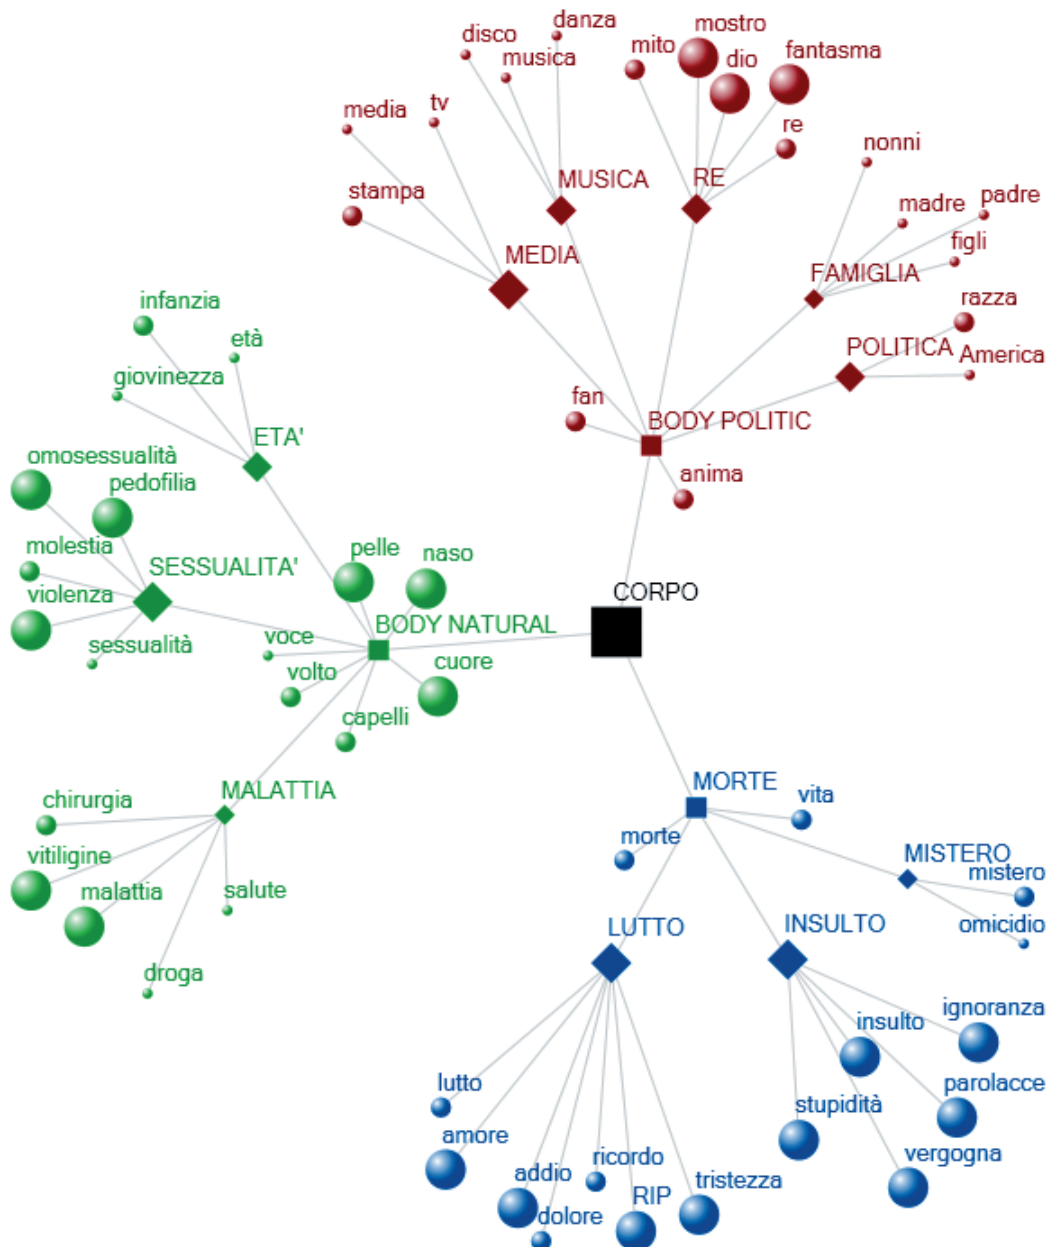 danza
mostro
disco
mito
fantasma
musica
dio
tv
media
re
nonni
stampa
MUSICA
RE
madre
padre
MEDIA
figli
FAMIGLIA
infanzia
razza
età
POLITICA
America
giovinezza
fan
BODY POLITIC
ETA'
omosessualità
anima
pedofilia
molestia
pelle
naso
SESSUALITA'
violenza
CORPO
sessualità
voce
BODY NATURAL
volto
cuore
capelli
MALATTIA
MORTE
vita
chirurgia
morte
vitiligine
MISTERO
malattia
salute
mistero
LUTTO
INSULTO
omicidio
droga
insulto
ignoranza
lutto
parolacce
stupidità
amore
ricordo
vergogna
addio
tristezza
RIP
dolore